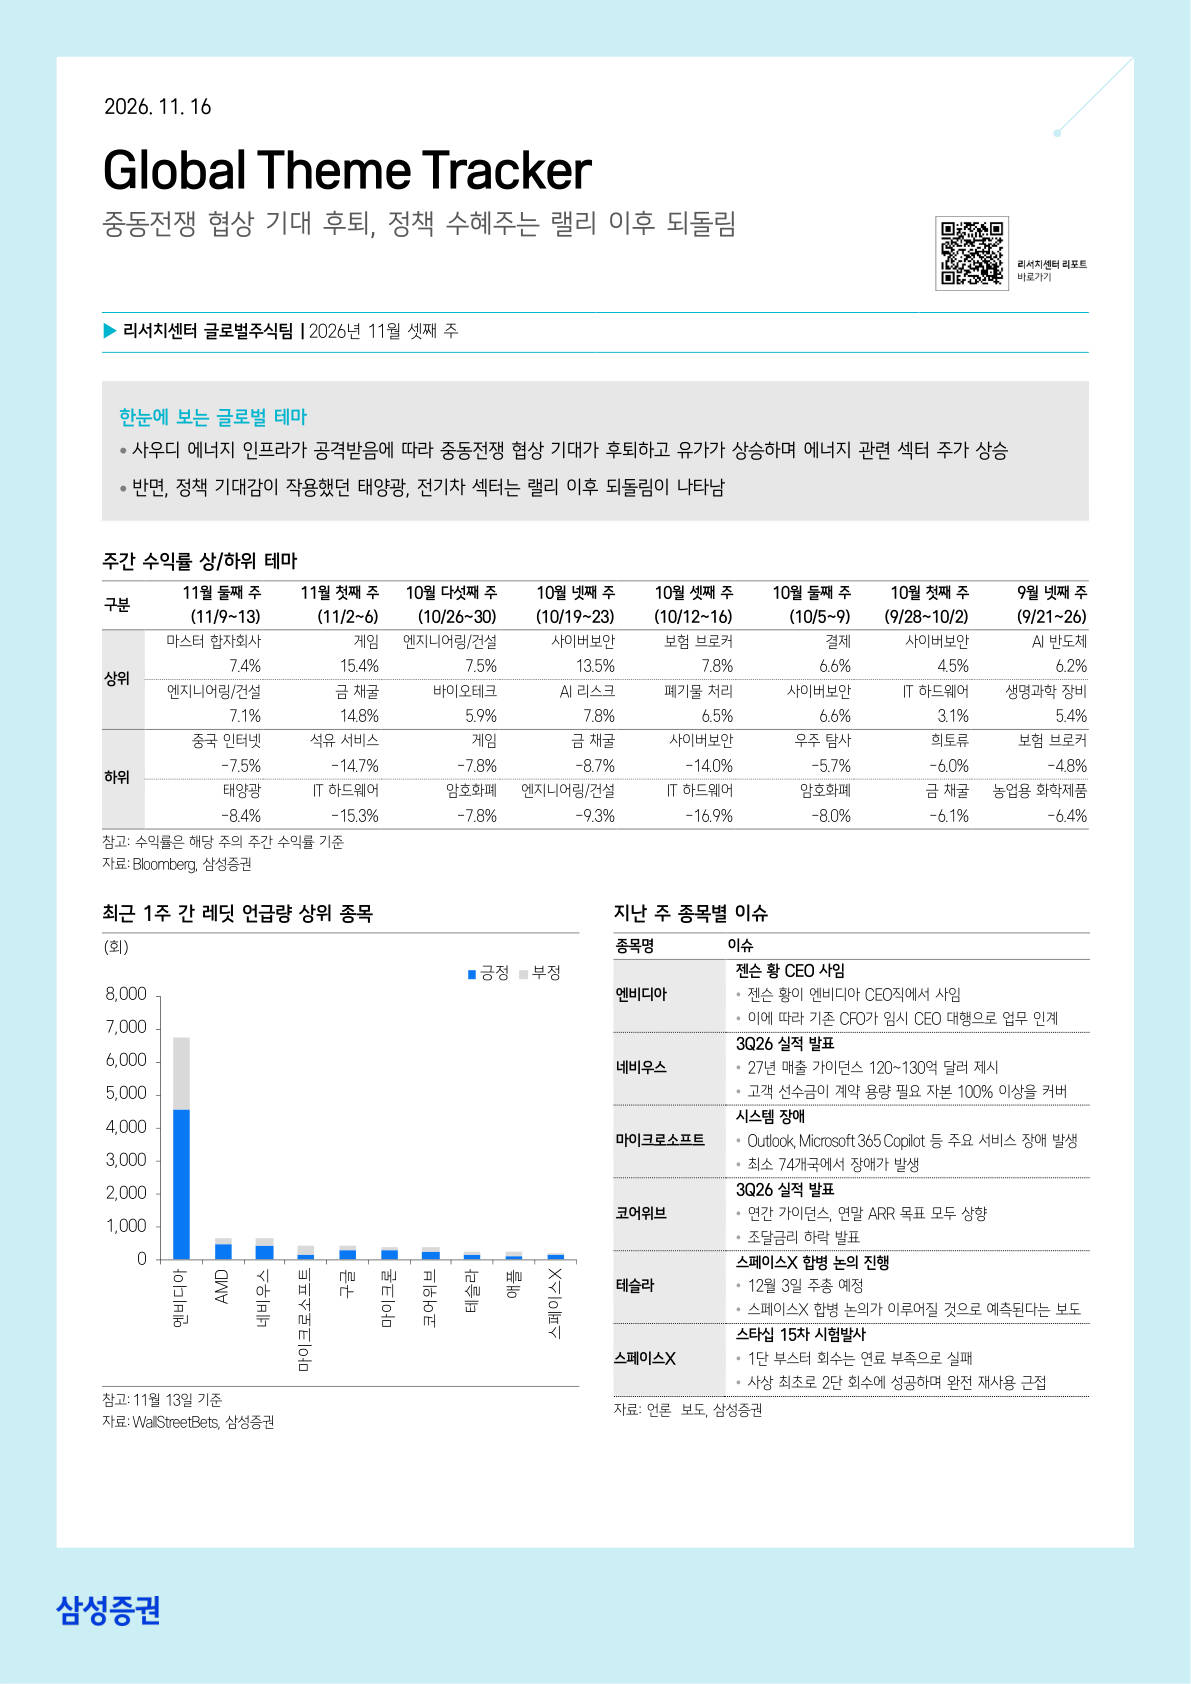 2026. 11. 16
Global Theme Tracker
중동전쟁 협상 기대 후퇴, 정책 수혜주는 랠리 이후 되돌림
리서치센터 리포트
바로가기
▶ 리서치센터 글로벌주식팀 | 2026년 11월 셋째 주
한눈에 보는 글로벌 테마
• 사우디 에너지 인프라가 공격받음에 따라 중동전쟁 협상 기대가 후퇴하고 유가가 상승하며 에너지 관련 섹터 주가 상승
• 반면, 정책 기대감이 작용했던 태양광, 전기차 섹터는 랠리 이후 되돌림이 나타남
주간 수익률 상/하위 테마
구분 11월 둘째 주 11월 첫째 주 10월 다섯째 주 10월 넷째 주 10월 셋째 주 10월 둘째 주 10월 첫째 주 9월 넷째 주
(11/9~13) (11/2~6) (10/26~30) (10/19~23) (10/12~16) (10/5~9) (9/28~10/2) (9/21~26)
상위 마스터 합자회사 게임 엔지니어링/건설 사이버보안 보험 브로커 결제 사이버보안 AI 반도체
7.4% 15.4% 7.5% 13.5% 7.8% 6.6% 4.5% 6.2%
엔지니어링/건설 금 채굴 바이오테크 AI 리스크 폐기물 처리 사이버보안 IT 하드웨어 생명과학 장비
7.1% 14.8% 5.9% 7.8% 6.5% 6.6% 3.1% 5.4%
하위 중국 인터넷 석유 서비스 게임 금 채굴 사이버보안 우주 탐사 희토류 보험 브로커
-7.5% -14.7% -7.8% -8.7% -14.0% -5.7% -6.0% -4.8%
태양광 IT 하드웨어 암호화폐 엔지니어링/건설 IT 하드웨어 암호화폐 금 채굴 농업용 화학제품
-8.4% -15.3% -7.8% -9.3% -16.9% -8.0% -6.1% -6.4%
참고: 수익률은 해당 주의 주간 수익률 기준
자료: Bloomberg, 삼성증권
최근 1주 간 레딧 언급량 상위 종목
(회)
긍정 부정
8,000
7,000
6,000
5,000
4,000
3,000
2,000
1,000
0
엔비디아 AMD 네비우스 마이크로소프트 구글 마이크론 코어위브 테슬라 애플 스페이스X
참고: 11월 13일 기준
자료: WallStreetBets, 삼성증권
지난 주 종목별 이슈
종목명 이슈
엔비디아 젠슨 황 CEO 사임
• 젠슨 황이 엔비디아 CEO직에서 사임
• 이에 따라 기존 CFO가 임시 CEO 대행으로 업무 인계
네비우스 3Q26 실적 발표
• 27년 매출 가이던스 120~130억 달러 제시
• 고객 선수금이 계약 용량 필요 자본 100% 이상을 커버
마이크로소프트 시스템 장애
• Outlook, Microsoft 365 Copilot 등 주요 서비스 장애 발생
• 최소 74개국에서 장애가 발생
코어위브 3Q26 실적 발표
• 연간 가이던스, 연말 ARR 목표 모두 상향
• 조달금리 하락 발표
테슬라 스페이스X 합병 논의 진행
• 12월 3일 주총 예정
• 스페이스X 합병 논의가 이루어질 것으로 예측된다는 보도
스페이스X 스타십 15차 시험발사
• 1단 부스터 회수는 연료 부족으로 실패
• 사상 최초로 2단 회수에 성공하며 완전 재사용 근접
자료: 언론 보도, 삼성증권
삼성증권